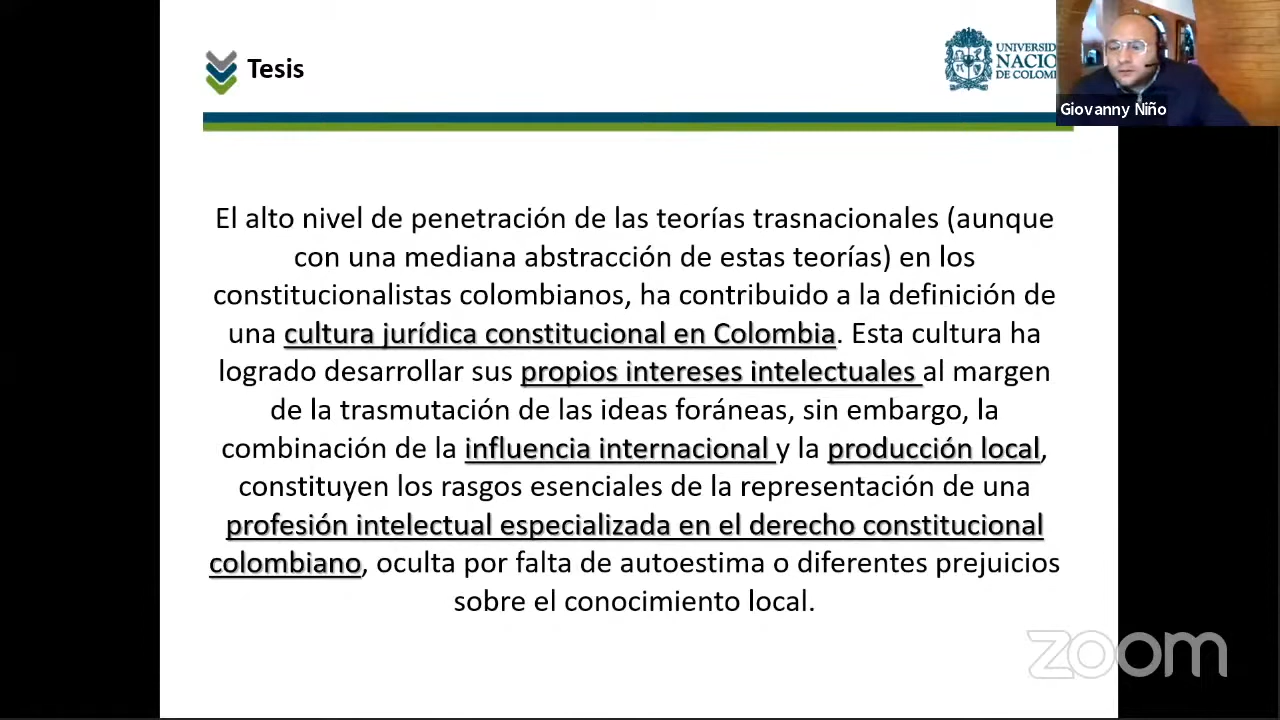 Tesis
UNIVERSID
NACIO
DE COLOM
Giovanny Niño
El alto nivel de penetración de las teorías trasnacionales (aunque
con una mediana abstracción de estas teorías) en los
constitucionalistas colombianos, ha contribuido a la definición de
una cultura jurídica constitucional en Colombia. Esta cultura ha
logrado desarrollar sus propios intereses intelectuales al margen
de la trasmutación de las ideas foráneas, sin embargo, la
combinación de la influencia internacional y la producción local,
constituyen los rasgos esenciales de la representación de una
profesión intelectual especializada en el derecho constitucional
colombiano, oculta por falta de autoestima o diferentes prejuicios
sobre el conocimiento local.
zoom